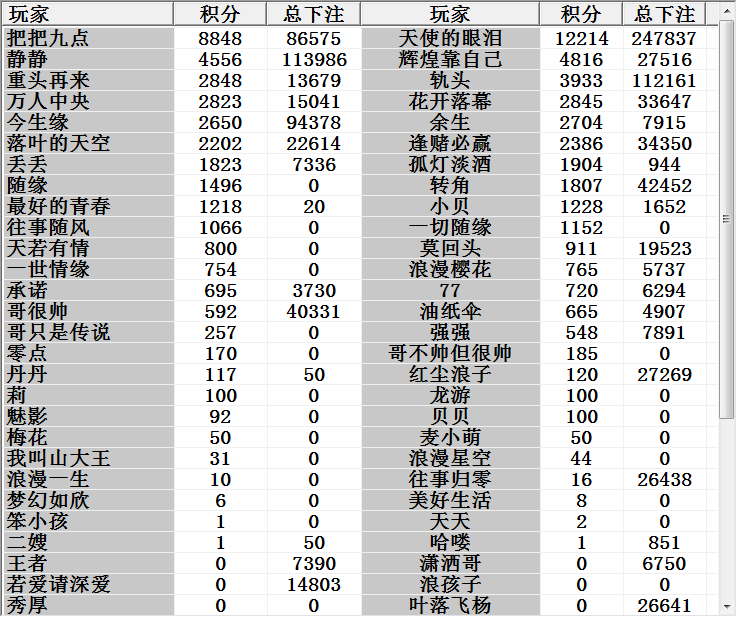 玩家 积分 总下注 玩家 积分 总下注
把把九点 8848 86575 天使的眼泪 12214 247837
静静 4556 113986 辉煌靠自己 4816 27516
重头再来 2848 13679 轨头 3933 112161
万人中央 2823 15041 花开落幕 2845 33647
今生缘 2650 94378 余生 2704 7915
落叶的天空 2202 22614 逢赌必赢 2386 34350
丢丢 1823 7336 孤灯淡酒 1904 944
随缘 1496 0 转角 1807 42452
最好的青春 1218 20 小贝 1228 1652
往事随风 1066 0 一切随缘 1152 0
天若有情 800 0 莫回头 911 19523
一世情缘 754 0 浪漫樱花 765 5737
承诺 695 3730 77 720 6294
哥很帅 592 40331 油纸伞 665 4907
哥只是传说 257 0 强强 548 7891
零点 170 0 哥不帅但很帅 185 0
丹丹 117 50 红尘浪子 120 27269
莉 100 0 龙游 100 0
魅影 92 0 贝贝 100 0
梅花 50 0 麦小萌 50 0
我叫山大王 31 0 浪漫星空 44 0
浪漫一生 10 0 往事归零 16 26438
梦幻如欣 6 0 美好生活 8 0
笨小孩 1 0 天天 2 0
二嫂 1 50 哈喽 1 851
王者 0 7390 潇洒哥 0 6750
若爱请深爱 0 14803 浪孩子 0 0
秀厚 0 0 叶落飞杨 0 26641